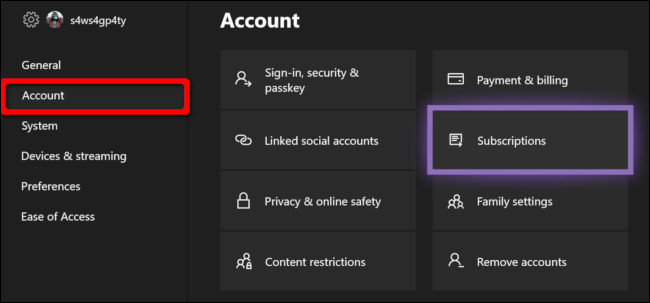 s4ws4gp4ty
General
Account
System
Devices & streaming
Preferences
Ease of Access
Account
Sign-in, security &
passkey
Payment & billing
Linked social accounts
Subscriptions
Privacy & online safety
Family settings
Content restrictions
Remove accounts